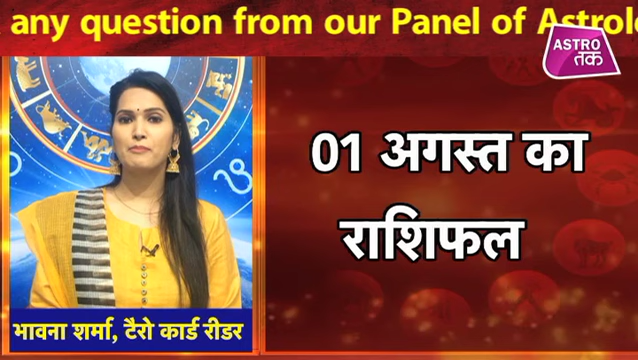 any question from our Panel of Astrol
ASTRO
तक
01 अगस्त का
राशिफल
भावना शर्मा, टैरो कार्ड रीडर